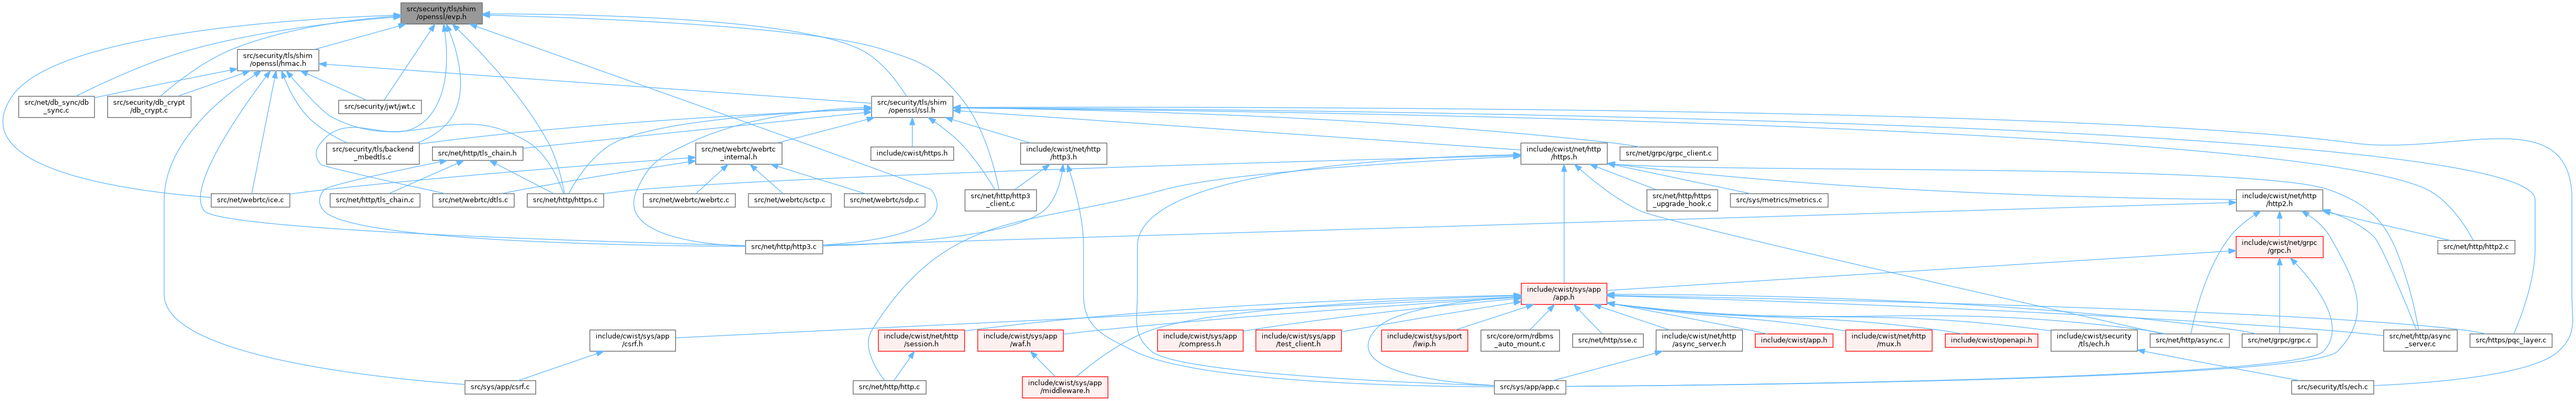 src/security/tls/shim
/openssl/evp.h
src/security/tls/shim
/openssl/hmac.h
src/net/db_sync/db
_sync.c
src/security/db_crypt
/db_crypt.c
src/security/jwt/jwt.c
src/security/tls/shim
/openssl/ssl.h
src/security/tls/backend
_mbedtls.c
src/net/http/tls_chain.h
src/net/webrtc/webrtc
_internal.h
include/cwist/https.h
include/cwist/net/http
/http3.h
include/cwist/net/http
/https.h
src/net/grpc/grpc_client.c
src/net/webrtc/ice.c
src/net/http/tls_chain.c
src/net/webrtc/dtls.c
src/net/http/https.c
src/net/webrtc/webrtc.c
src/net/webrtc/sctp.c
src/net/webrtc/sdp.c
src/net/http/http3
_client.c
src/net/http/https
_upgrade_hook.c
src/sys/metrics/metrics.c
include/cwist/net/http
/http2.h
src/net/http/http3.c
include/cwist/net/grpc
/grpc.h
src/net/http/http2.c
include/cwist/sys/app
/app.h
include/cwist/sys/app
/csrf.h
include/cwist/net/http
/session.h
include/cwist/sys/app
/waf.h
include/cwist/sys/app
/compress.h
include/cwist/sys/app
/test_client.h
include/cwist/sys/port
/lwip.h
src/core/orm/rdbms
_auto_mount.c
src/net/http/sse.c
include/cwist/net/http
/async_server.h
include/cwist/app.h
include/cwist/net/http
/mux.h
include/cwist/openapi.h
include/cwist/security
/tls/ech.h
src/net/http/async.c
src/net/grpc/grpc.c
src/net/http/async
_server.c
src/https/pqc_layer.c
src/sys/app/csrf.c
src/net/http/http.c
include/cwist/sys/app
/middleware.h
src/sys/app/app.c
src/security/tls/ech.c